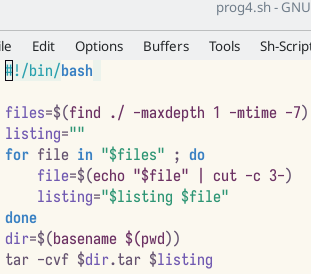 prog4.sh - GNU
ile Edit Options Buffers Tools Sh-Script
#!/bin/bash
files=$(find ./ -maxdepth 1 -mtime -7)
listing=""
for file in "$files" ; do
    file=$(echo "$file" | cut -c 3-)
    listing="$listing $file"
done
dir=$(basename $(pwd))
tar -cvf $dir.tar $listing